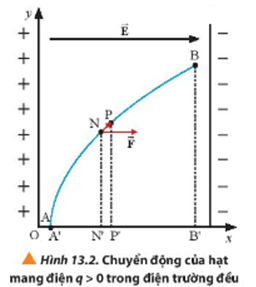 y
E
B
P
N
F
A
O A' N' P' B' x
▲ Hình 13.2. Chuyển động của hạt
mang điện q > 0 trong điện trường đều